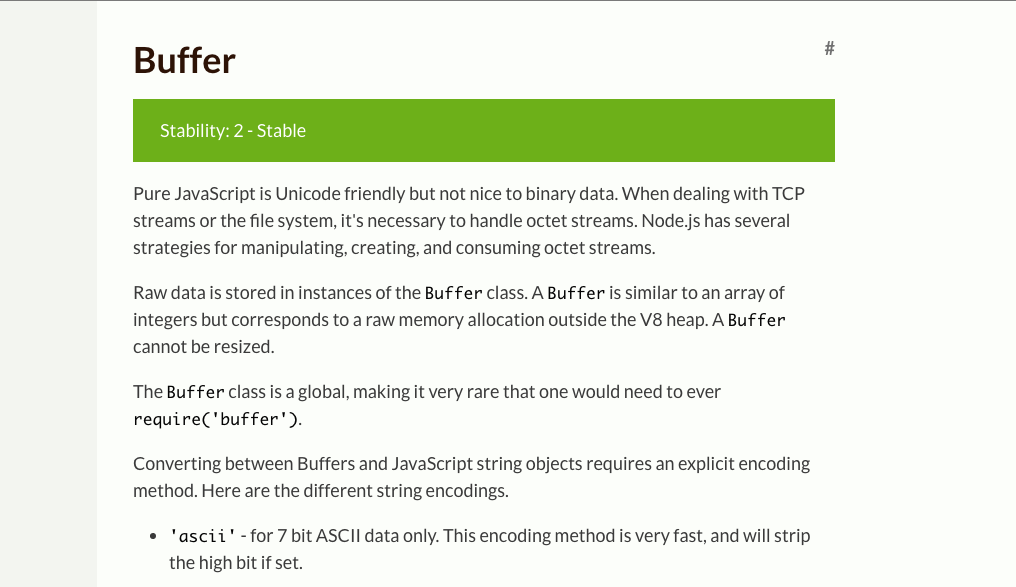 Buffer
#
Stability: 2 - Stable
Pure JavaScript is Unicode friendly but not nice to binary data. When dealing with TCP
streams or the file system, it's necessary to handle octet streams. Node.js has several
strategies for manipulating, creating, and consuming octet streams.
Raw data is stored in instances of the Buffer class. A Buffer is similar to an array of
integers but corresponds to a raw memory allocation outside the V8 heap. A Buffer
cannot be resized.
The Buffer class is a global, making it very rare that one would need to ever
require('buffer').
Converting between Buffers and JavaScript string objects requires an explicit encoding
method. Here are the different string encodings.
• 'ascii' - for 7 bit ASCII data only. This encoding method is very fast, and will strip
the high bit if set.